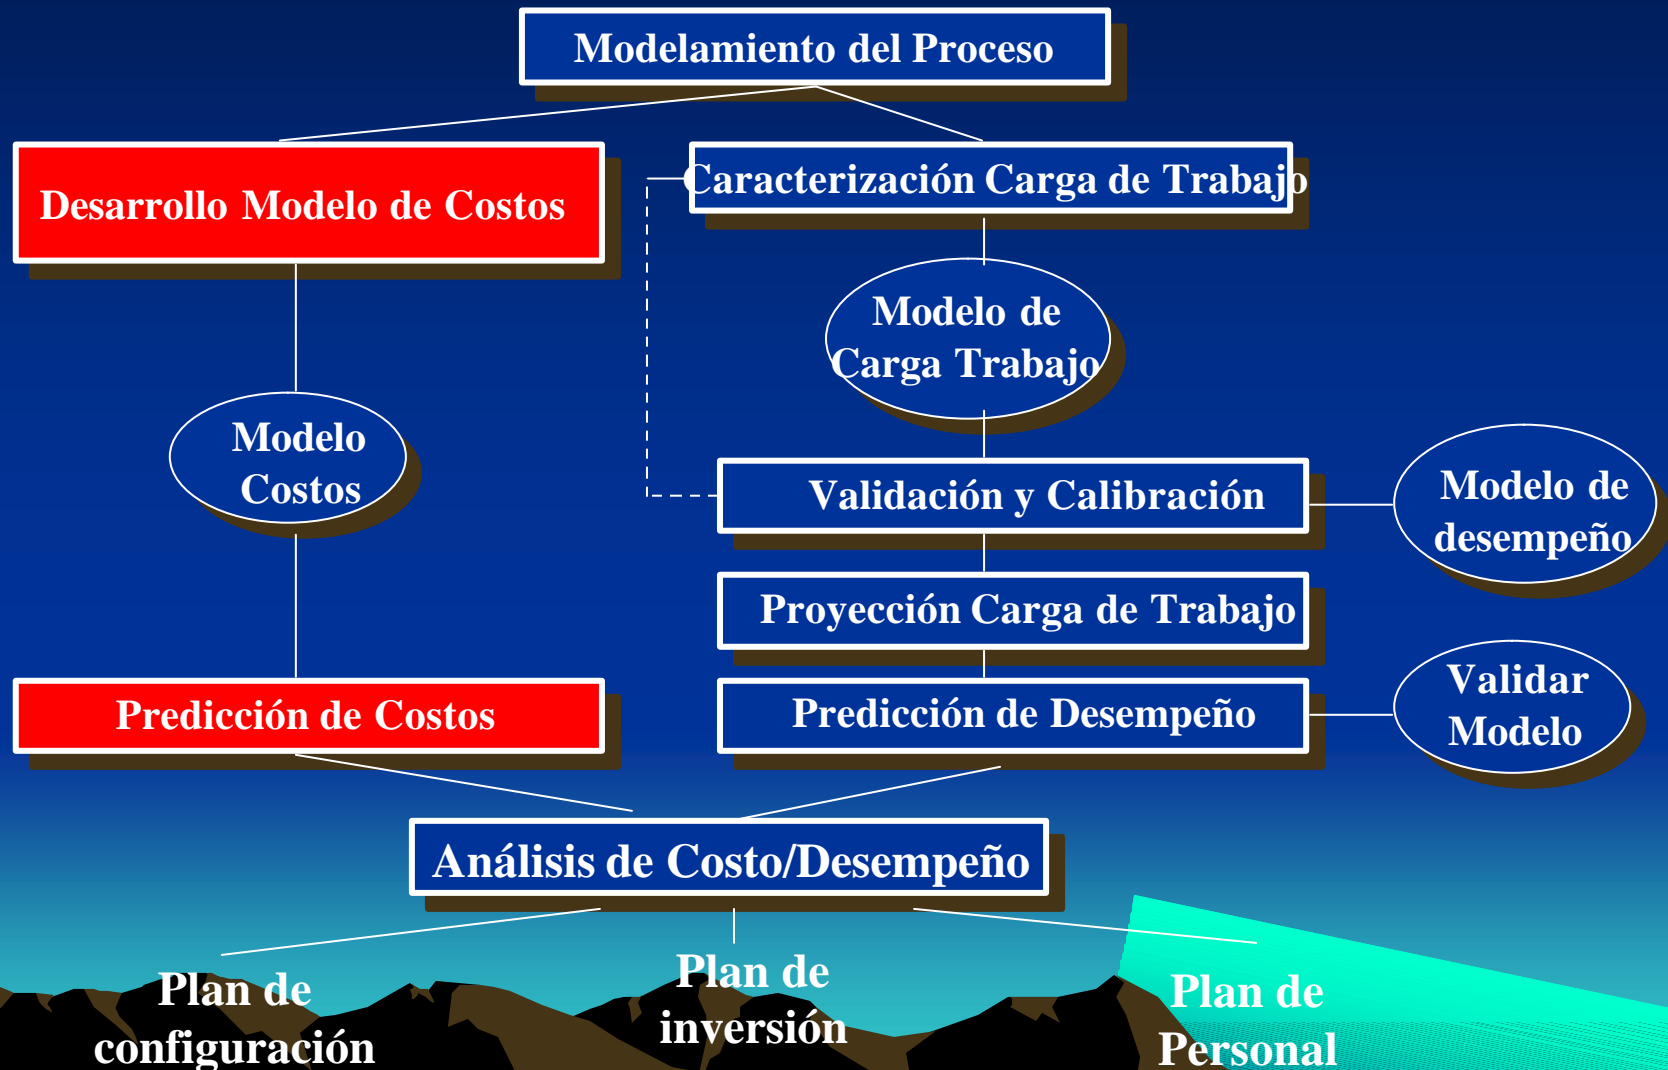 Modelamiento del Proceso
Desarrollo Modelo de Costos
Caracterización Carga de Trabajo
Modelo de
Carga Trabajo
Modelo
Costos
Validación y Calibración
Modelo de
desempeño
Proyección Carga de Trabajo
Validar
Modelo
Predicción de Costos
Predicción de Desempeño
Análisis de Costo/Desempeño
Plan de
configuración
Plan de
inversión
Plan de
Personal